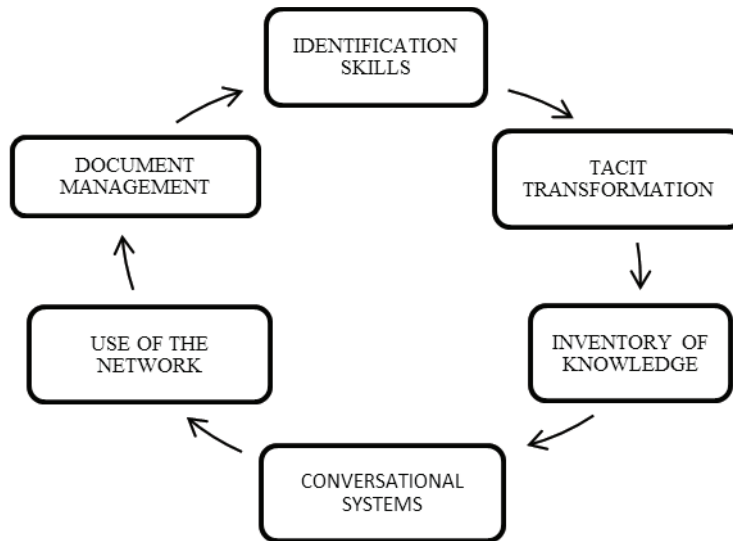 IDENTIFICATION
SKILLS
TACIT
TRANSFORMATION
INVENTORY OF
KNOWLEDGE
CONVERSATIONAL
SYSTEMS
USE OF THE
NETWORK
DOCUMENT
MANAGEMENT